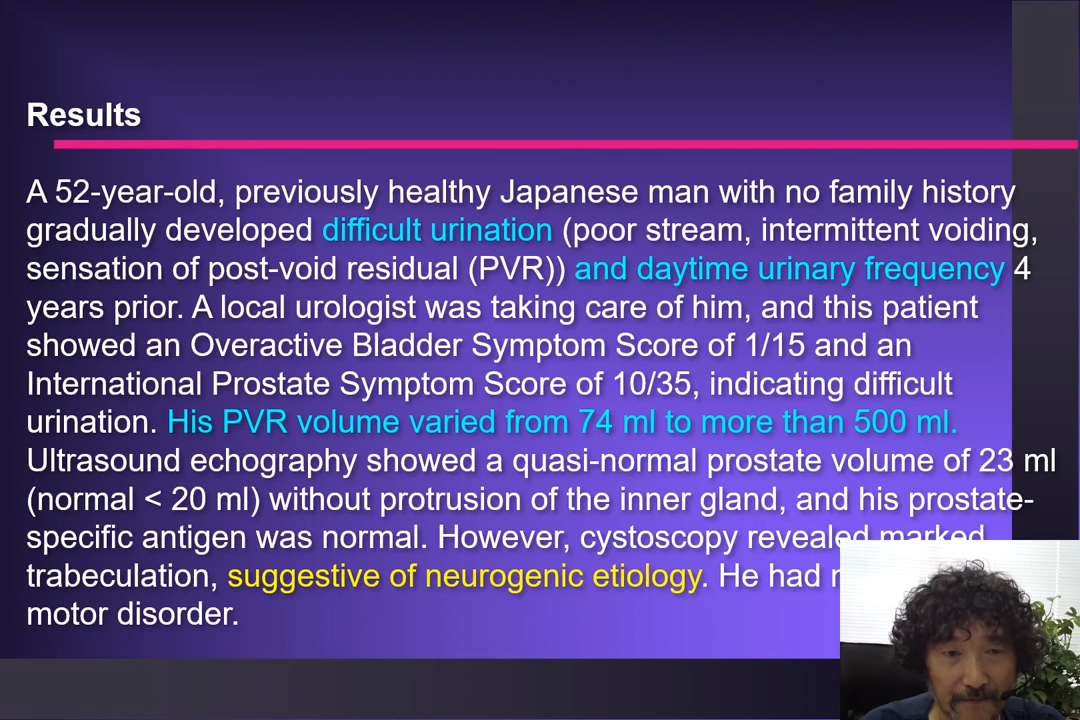 Results
A 52-year-old, previously healthy Japanese man with no family history
gradually developed difficult urination (poor stream, intermittent voiding,
sensation of post-void residual (PVR)) and daytime urinary frequency 4
years prior. A local urologist was taking care of him, and this patient
showed an Overactive Bladder Symptom Score of 1/15 and an
International Prostate Symptom Score of 10/35, indicating difficult
urination. His PVR volume varied from 74 ml to more than 500 ml.
Ultrasound echography showed a quasi-normal prostate volume of 23 ml
(normal < 20 ml) without protrusion of the inner gland, and his prostate-
specific antigen was normal. However, cystoscopy revealed marked
trabeculation, suggestive of neurogenic etiology. He had
motor disorder.